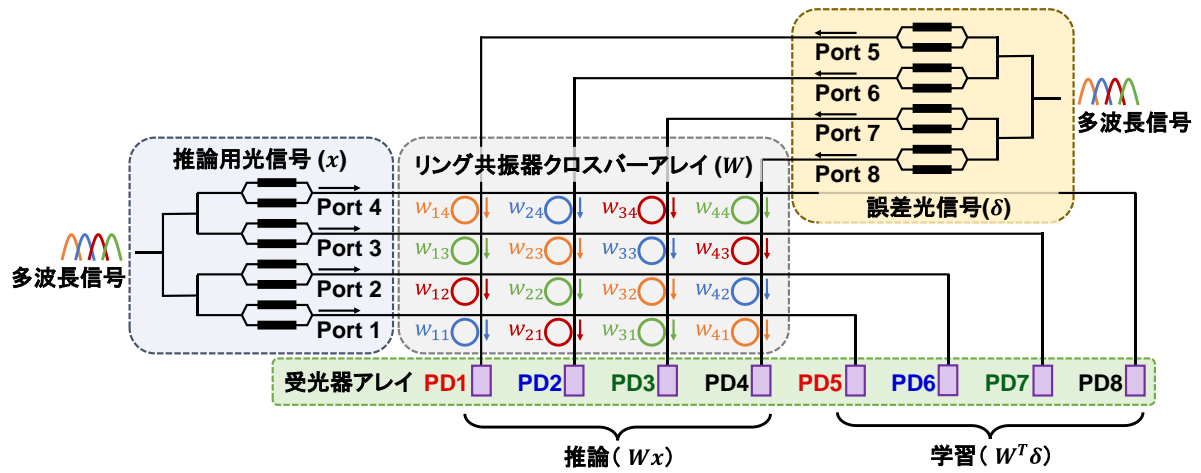 Port 5
Port 6
Port 7
Port 8
誤差光信号(δ)
多波長信号
推論用光信号 (x)
Port 4
Port 3
Port 2
Port 1
多波長信号
リング共振器クロスバーアレイ (W)
w₁₄ w₂₄ w₃₄ w₄₄
w₁₃ w₂₃ w₃₃ w₄₃
w₁₂ w₂₂ w₃₂ w₄₂
w₁₁ w₂₁ w₃₁ w₄₁
受光器アレイ PD1 PD2 PD3 PD4 PD5 PD6 PD7 PD8
推論( Wx)
学習( Wᵀδ)